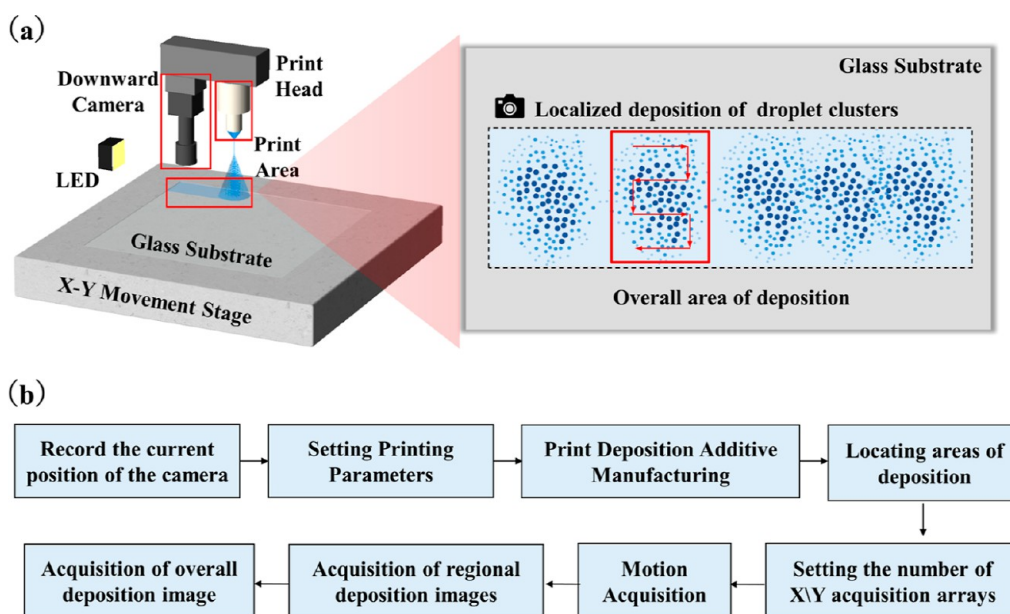 (a)
Downward
Camera
Print
Head
LED
Print
Area
Glass Substrate
X-Y Movement Stage
Glass Substrate
Localized deposition of droplet clusters
Overall area of deposition
(b)
Record the current
position of the camera
Setting Printing
Parameters
Print Deposition Additive
Manufacturing
Locating areas of
deposition
Setting the number of
X\Y acquisition arrays
Motion
Acquisition
Acquisition of regional
deposition images
Acquisition of overall
deposition image